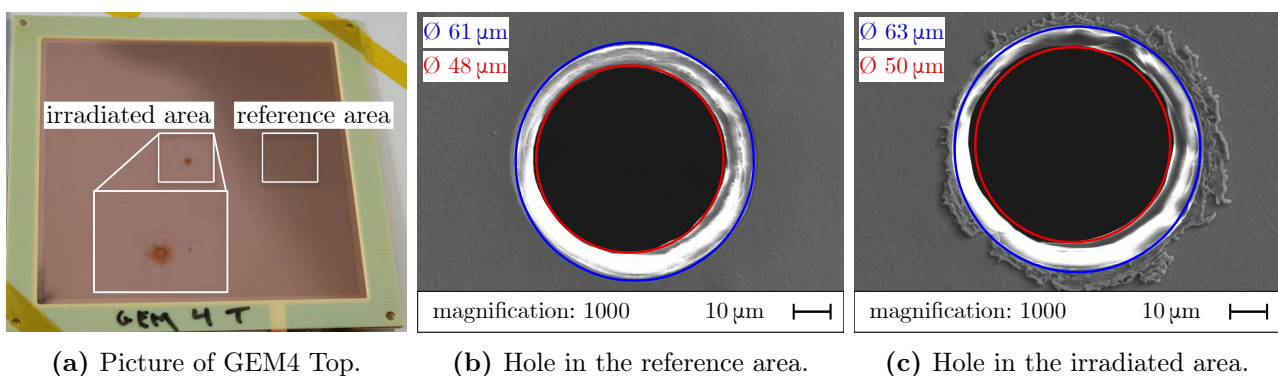 irradiated area
reference area
GEM 4 T
(a) Picture of GEM4 Top.
Ø 61 µm
Ø 48 µm
magnification: 1000
10 µm
(b) Hole in the reference area.
Ø 63 µm
Ø 50 µm
magnification: 1000
10 µm
(c) Hole in the irradiated area.